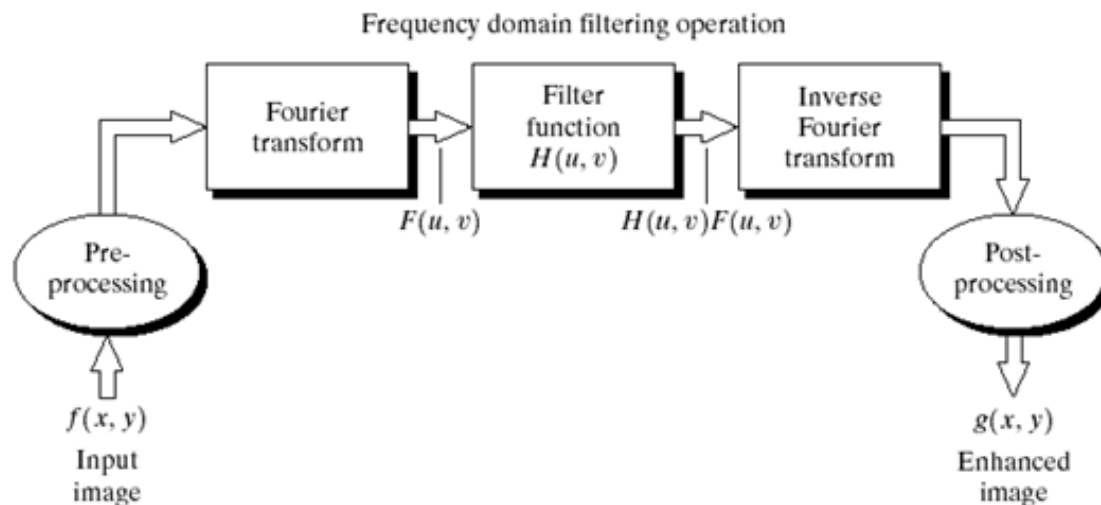 Frequency domain filtering operation
Fourier
transform
Filter
function
H(u, v)
Inverse
Fourier
transform
F(u, v)
H(u, v)F(u, v)
Pre-
processing
Post-
processing
f(x, y)
Input
image
g(x, y)
Enhanced
image